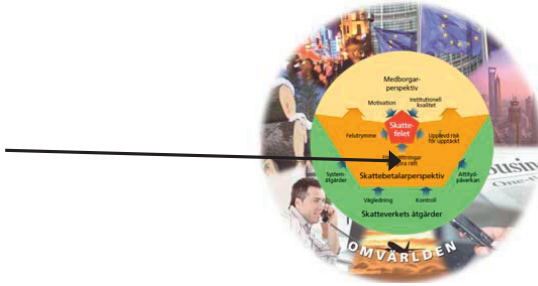 Medborgar-
perspektiv
Motivation
Institutionell
kvalitet
Skatte-
felet
Felutrymme
Upplevd risk
för upptäckt
rätt
System-
åtgärder
Skattebetalarperspektiv
Attityd-
påverkan
Vägledning
Kontroll
Skatteverkets åtgärder
OMVÄRLDEN